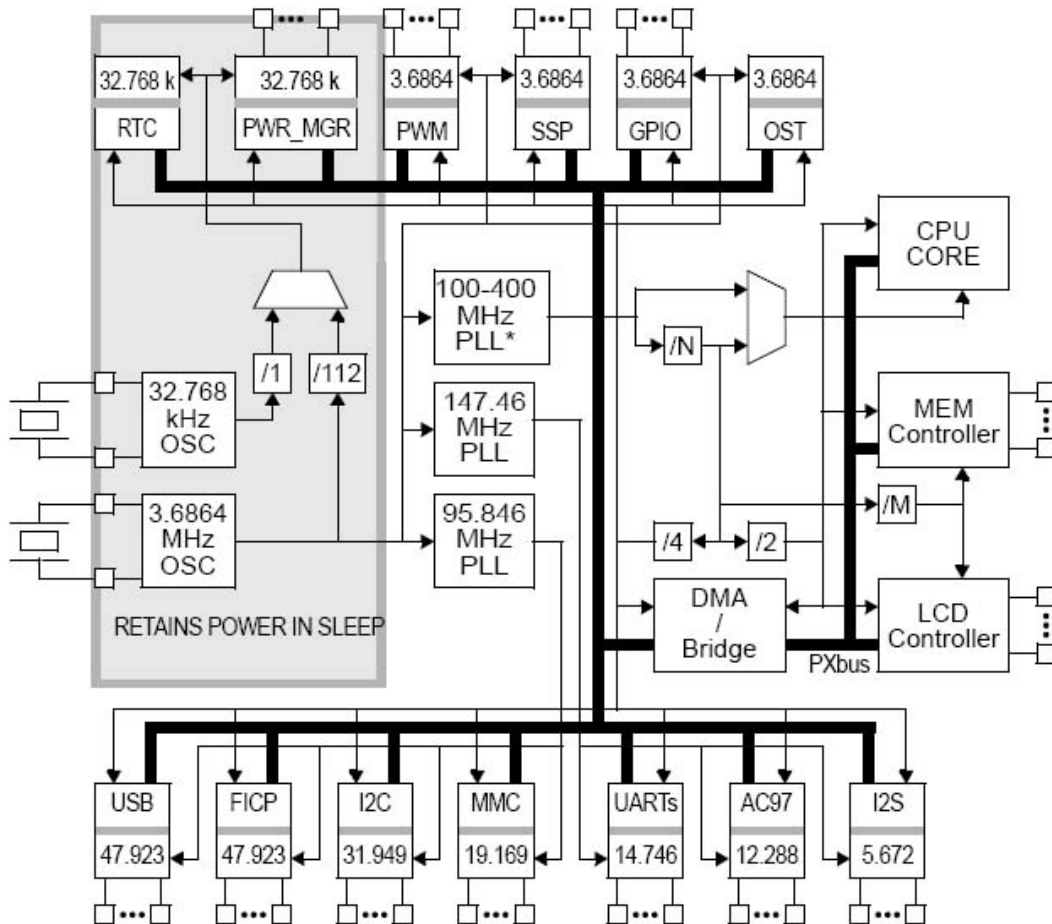 32.768 k
32.768 k
3.6864
3.6864
3.6864
3.6864
RTC
PWR_MGR
PWM
SSP
GPIO
OST
CPU
CORE
100-400
MHz
PLL*
/N
/1
/112
32.768
kHz
OSC
147.46
MHz
PLL
MEM
Controller
3.6864
MHz
OSC
95.846
MHz
PLL
/M
/4
/2
RETAINS POWER IN SLEEP
DMA
/
Bridge
LCD
Controller
PXbus
USB
FICP
I2C
MMC
UARTs
AC97
I2S
47.923
47.923
31.949
19.169
14.746
12.288
5.672